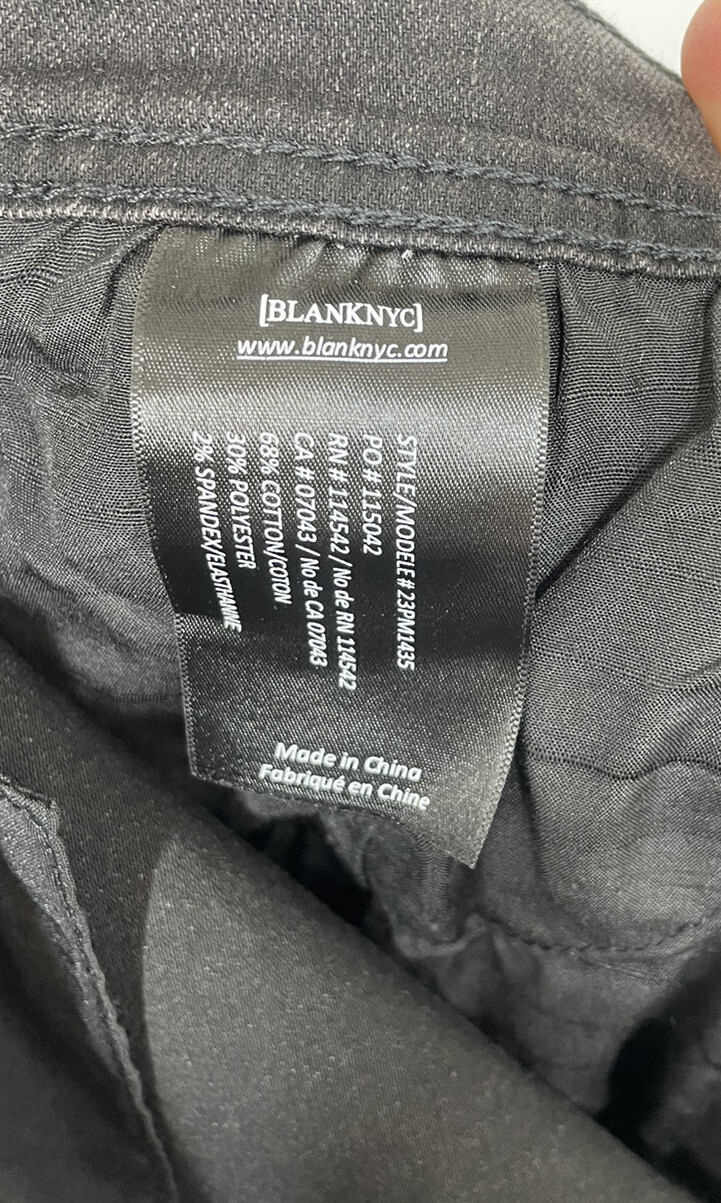 [BLANKNYC]
www.blanknyc.com
STYLE/MODELE # 23PM1435
PO # 115042
RN # 114542 / No de RN 114542
CA # 07043 / No de CA 07043
68% COTTON/COTON
30% POLYESTER
2% SPANDEX/ELASTHANNE
Made in China
Fabriqué en Chine